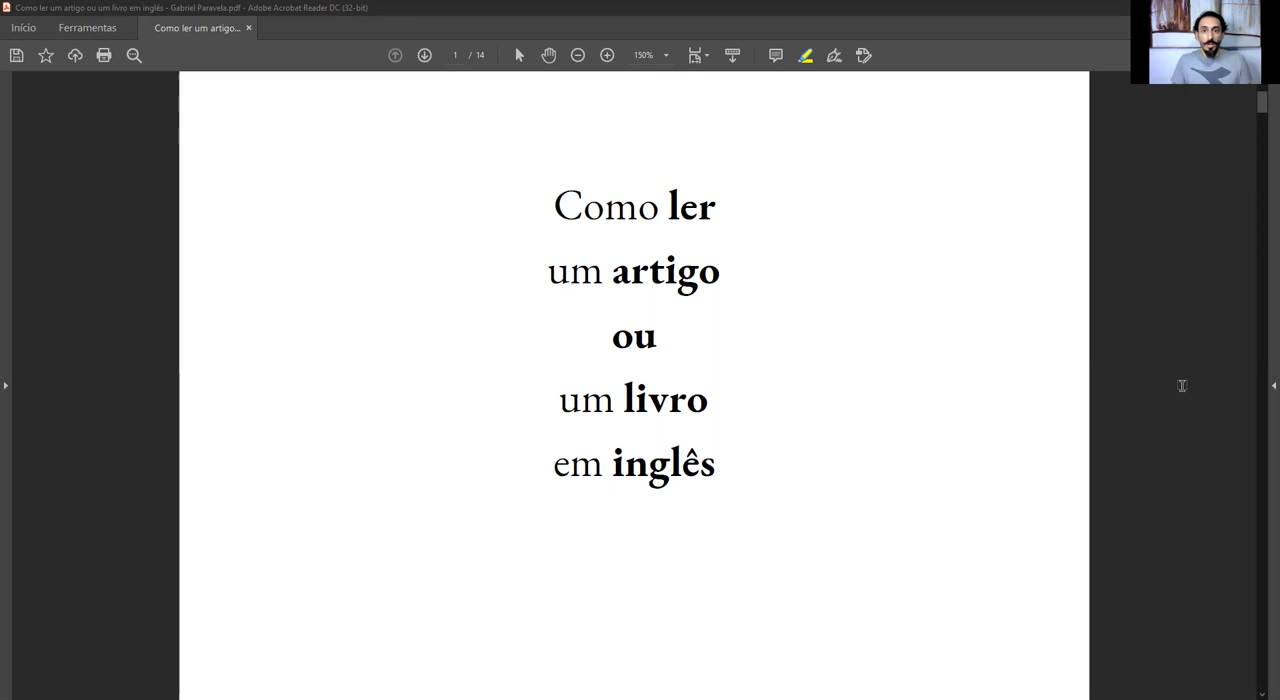 Como ler um artigo ou um livro em inglês - Gabriel Paravela.pdf - Adobe Acrobat Reader DC (32-bit)
Início Ferramentas Como ler um artigo... ×
1 / 14 150%
Como ler
um artigo
ou
um livro
em inglês